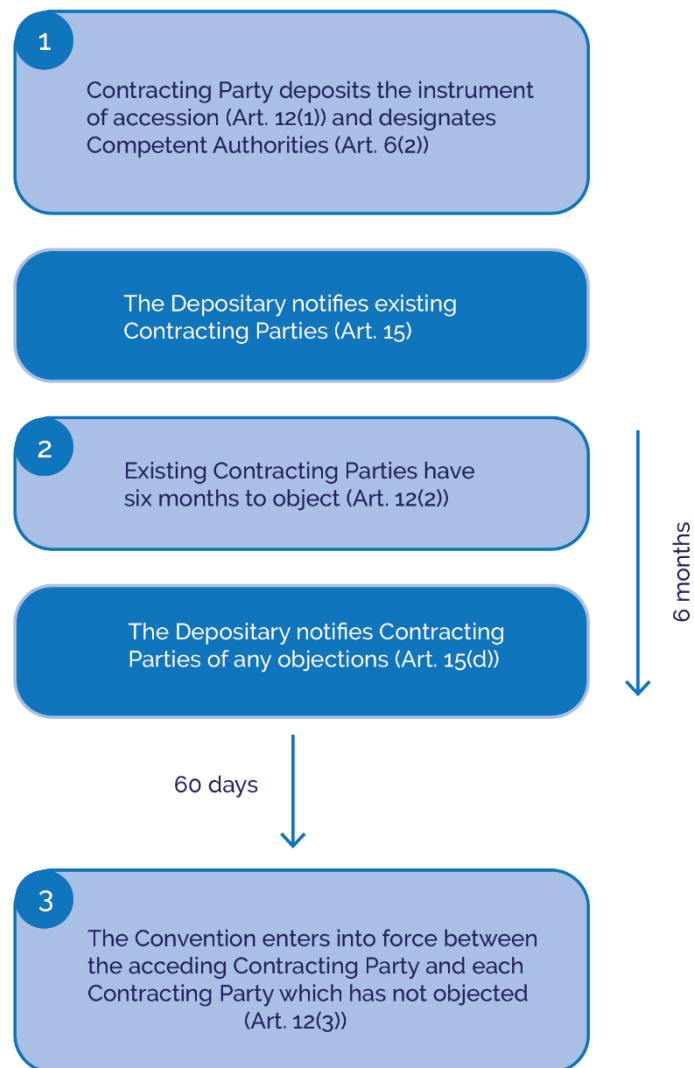 1
Contracting Party deposits the instrument
of accession (Art. 12(1)) and designates
Competent Authorities (Art. 6(2))
The Depositary notifies existing
Contracting Parties (Art. 15)
2
Existing Contracting Parties have
six months to object (Art. 12(2))
6 months
The Depositary notifies Contracting
Parties of any objections (Art. 15(d))
60 days
3
The Convention enters into force between
the acceding Contracting Party and each
Contracting Party which has not objected
(Art. 12(3))